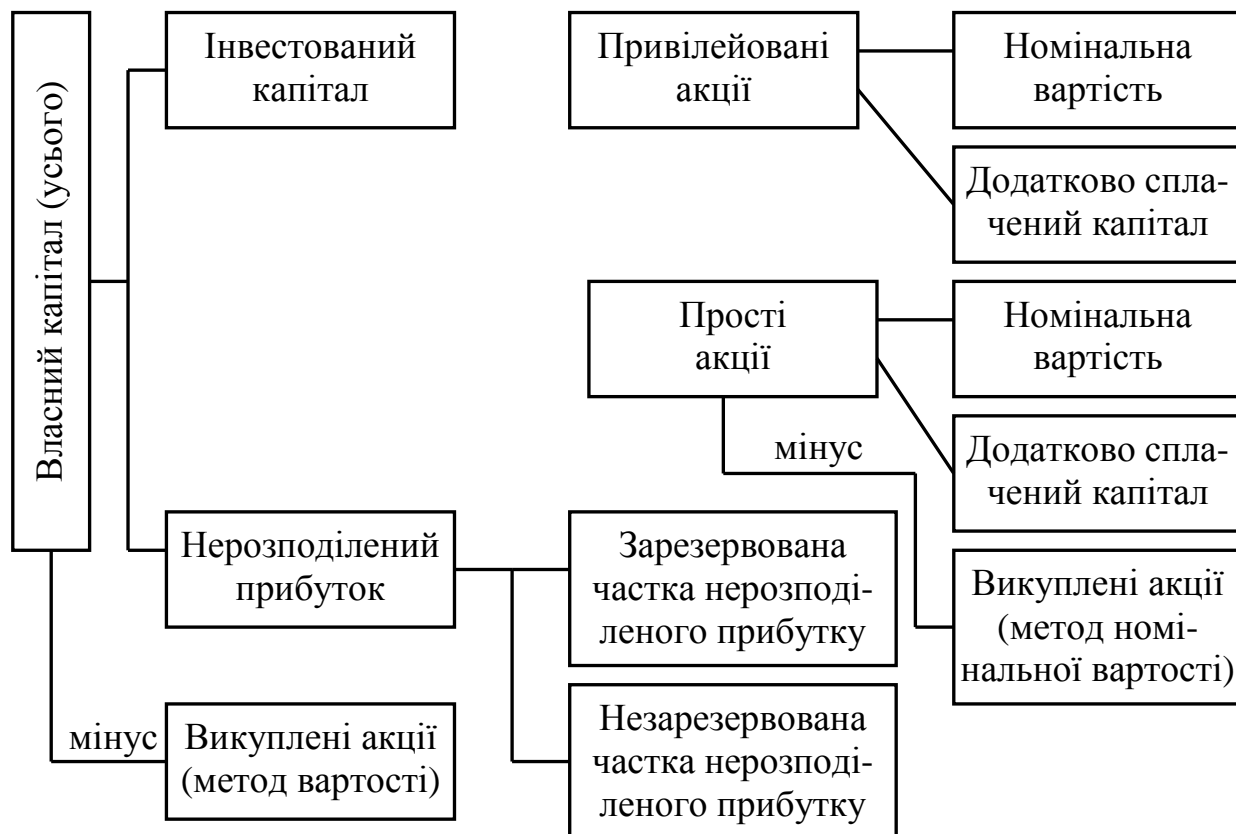 Власний капітал (усього)
Інвестований
капітал
Привілейовані
акції
Номінальна
вартість
Додатково спла-
чений капітал
Прості
акції
Номінальна
вартість
Додатково спла-
чений капітал
мінус
Викуплені акції
(метод номі-
нальної вартості)
Нерозподілений
прибуток
Зарезервована
частка нерозподі-
леного прибутку
Незарезервована
частка нерозподі-
леного прибутку
мінус
Викуплені акції
(метод вартості)